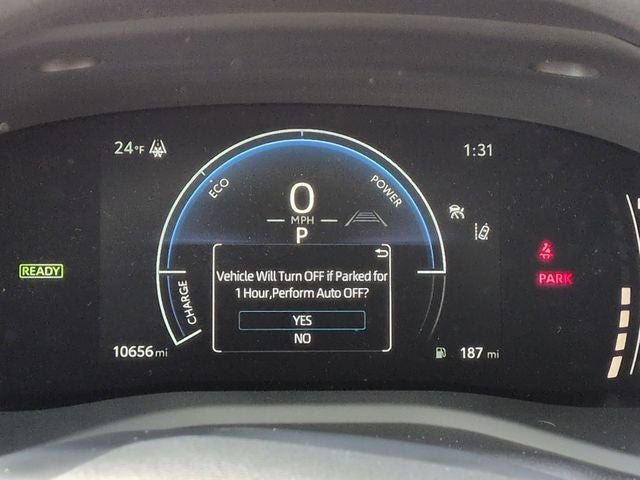 24°F
1:31
ECO
POWER
0
MPH
P
READY
Vehicle Will Turn OFF if Parked for
1 Hour,Perform Auto OFF?
YES
NO
CHARGE
PARK
10656 mi
187 mi